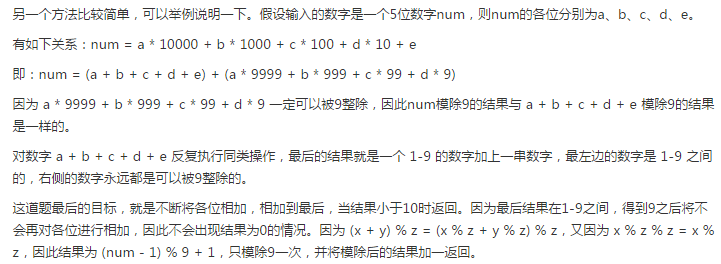 另一个方法比较简单，可以举例说明一下。假设输入的数字是一个5位数字num，则num的各位分别为a、b、c、d、e。
有如下关系：num = a * 10000 + b * 1000 + c * 100 + d * 10 + e
即：num = (a + b + c + d + e) + (a * 9999 + b * 999 + c * 99 + d * 9)
因为 a * 9999 + b * 999 + c * 99 + d * 9 一定可以被9整除，因此num模除9的结果与 a + b + c + d + e 模除9的结果
是一样的。
对数字 a + b + c + d + e 反复执行同类操作，最后的结果就是一个 1-9 的数字加上一串数字，最左边的数字是 1-9 之间
的，右侧的数字永远都是可以被9整除的。
这道题最后的目标，就是不断将各位相加，相加到最后，当结果小于10时返回。因为最后结果在1-9之间，得到9之后将不
会再对各位进行相加，因此不会出现结果为0的情况。因为 (x + y) % z = (x % z + y % z) % z，又因为 x % z % z = x %
z，因此结果为 (num - 1) % 9 + 1，只模除9一次，并将模除后的结果加一返回。